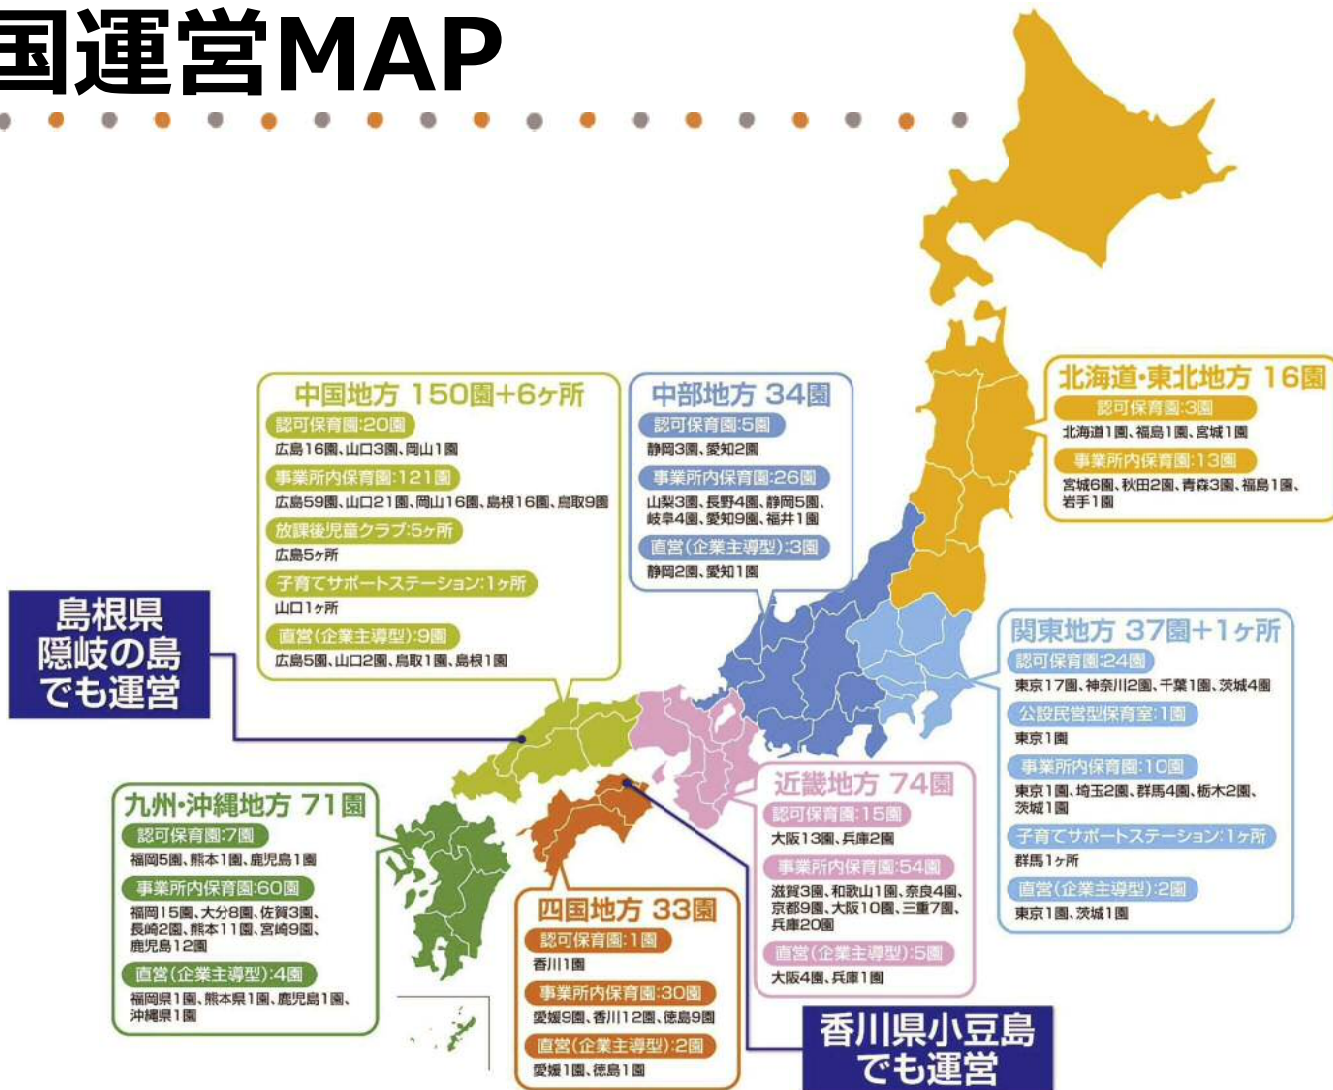 国運営MAP
北海道・東北地方 16園
認可保育園:3園
北海道1園、福島1園、宮城1園
事業所内保育園:13園
宮城6園、秋田2園、青森3園、福島1園、
岩手1園
中国地方 150園+6ヶ所
認可保育園:20園
広島16園、山口3園、岡山1園
事業所内保育園:121園
広島59園、山口21園、岡山16園、島根16園、鳥取9園
放課後児童クラブ:5ヶ所
広島5ヶ所
子育てサポートステーション:1ヶ所
山口1ヶ所
直営(企業主導型):9園
広島5園、山口2園、鳥取1園、島根1園
中部地方 34園
認可保育園:5園
静岡3園、愛知2園
事業所内保育園:26園
山梨3園、長野4園、静岡5園、
岐阜4園、愛知9園、福井1園
直営(企業主導型):3園
静岡2園、愛知1園
島根県
隠岐の島
でも運営
関東地方 37園+1ヶ所
認可保育園:24園
東京17園、神奈川2園、千葉1園、茨城4園
公設民営型保育室:1園
東京1園
事業所内保育園:10園
東京1園、埼玉2園、群馬4園、栃木2園、
茨城1園
子育てサポートステーション:1ヶ所
群馬1ヶ所
直営(企業主導型):2園
東京1園、茨城1園
九州・沖縄地方 71園
認可保育園:7園
福岡5園、熊本1園、鹿児島1園
事業所内保育園:60園
福岡15園、大分8園、佐賀3園、
長崎2園、熊本11園、宮崎9園、
鹿児島12園
直営(企業主導型):4園
福岡県1園、熊本県1園、鹿児島1園、
沖縄県1園
近畿地方 74園
認可保育園:15園
大阪13園、兵庫2園
事業所内保育園:54園
滋賀3園、和歌山1園、奈良4園、
京都9園、大阪10園、三重7園、
兵庫20園
直営(企業主導型):5園
大阪4園、兵庫1園
四国地方 33園
認可保育園:1園
香川1園
事業所内保育園:30園
愛媛9園、香川12園、徳島9園
直営(企業主導型):2園
愛媛1園、徳島1園
香川県小豆島
でも運営